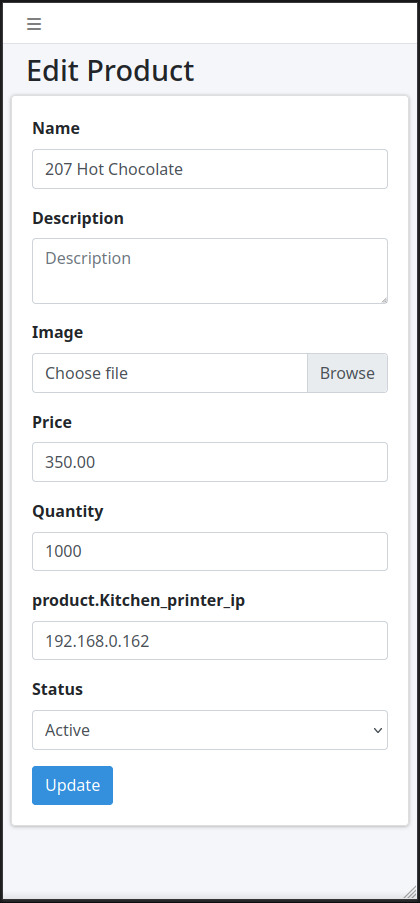 Edit Product
Name
207 Hot Chocolate
Description
Description
Image
Choose file
Browse
Price
350.00
Quantity
1000
product.Kitchen_printer_ip
192.168.0.162
Status
Active
Update